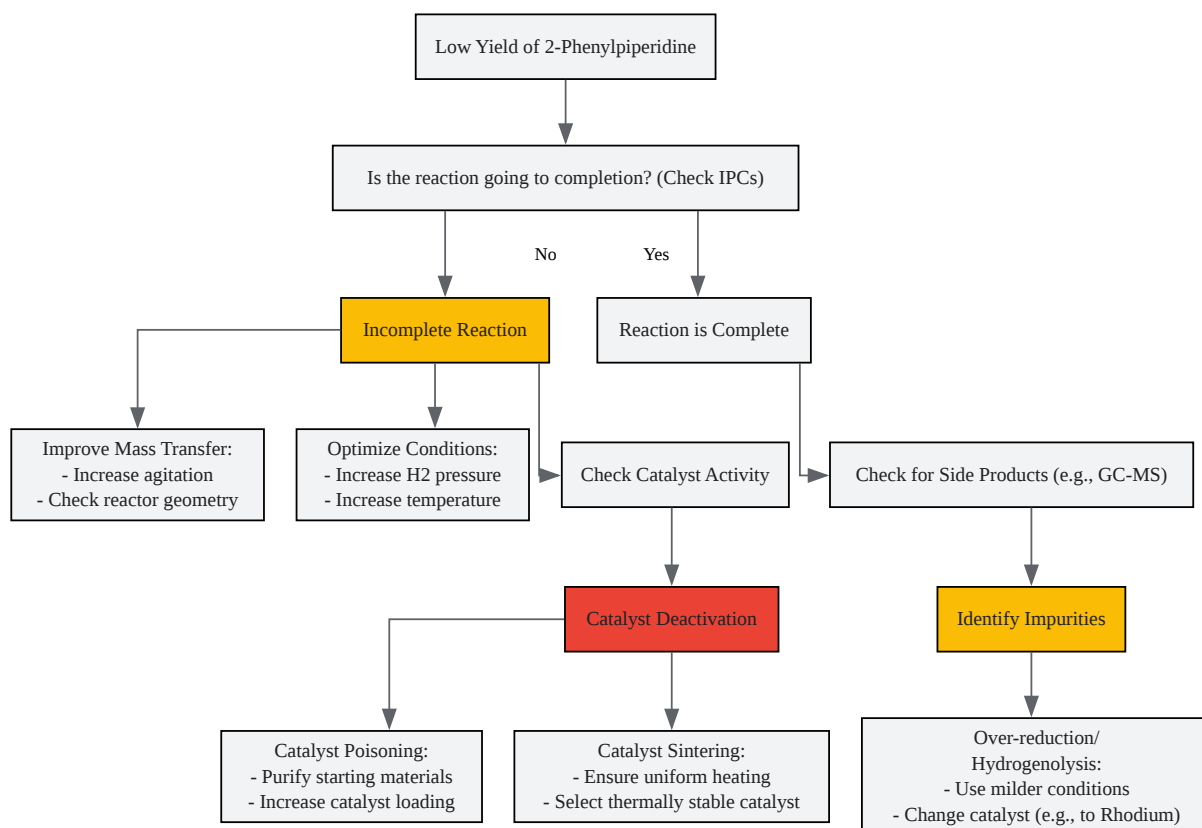 Low Yield of 2-Phenylpiperidine
Is the reaction going to completion? (Check IPCs)
No
Yes
Incomplete Reaction
Reaction is Complete
Improve Mass Transfer:
- Increase agitation
- Check reactor geometry
Optimize Conditions:
- Increase H2 pressure
- Increase temperature
Check Catalyst Activity
Check for Side Products (e.g., GC-MS)
Catalyst Deactivation
Identify Impurities
Catalyst Poisoning:
- Purify starting materials
- Increase catalyst loading
Catalyst Sintering:
- Ensure uniform heating
- Select thermally stable catalyst
Over-reduction/
Hydrogenolysis:
- Use milder conditions
- Change catalyst (e.g., to Rhodium)